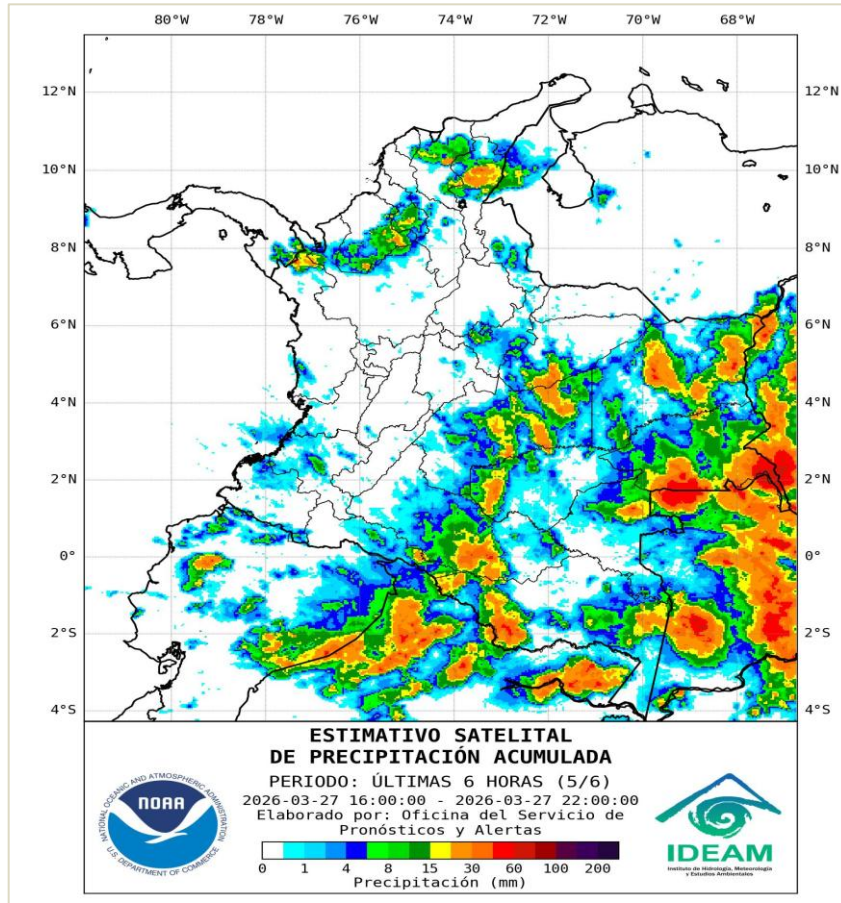 80°W 78°W 76°W 74°W 72°W 70°W 68°W
12°N 12°N
10°N 10°N
8°N 8°N
6°N 6°N
4°N 4°N
2°N 2°N
0° 0°
2°S 2°S
4°S 4°S
ESTIMATIVO SATELITAL
DE PRECIPITACIÓN ACUMULADA
PERIODO: ÚLTIMAS 6 HORAS (5/6)
2026-03-27 16:00:00 - 2026-03-27 22:00:00
Elaborado por: Oficina del Servicio de
Pronósticos y Alertas
0 1 4 8 15 30 60 100 200
Precipitación (mm)
NATIONAL OCEANIC AND ATMOSPHERIC ADMINISTRATION
NOAA
U.S. DEPARTMENT OF COMMERCE
IDEAM
Instituto de Hidrología, Meteorología
y Estudios Ambientales